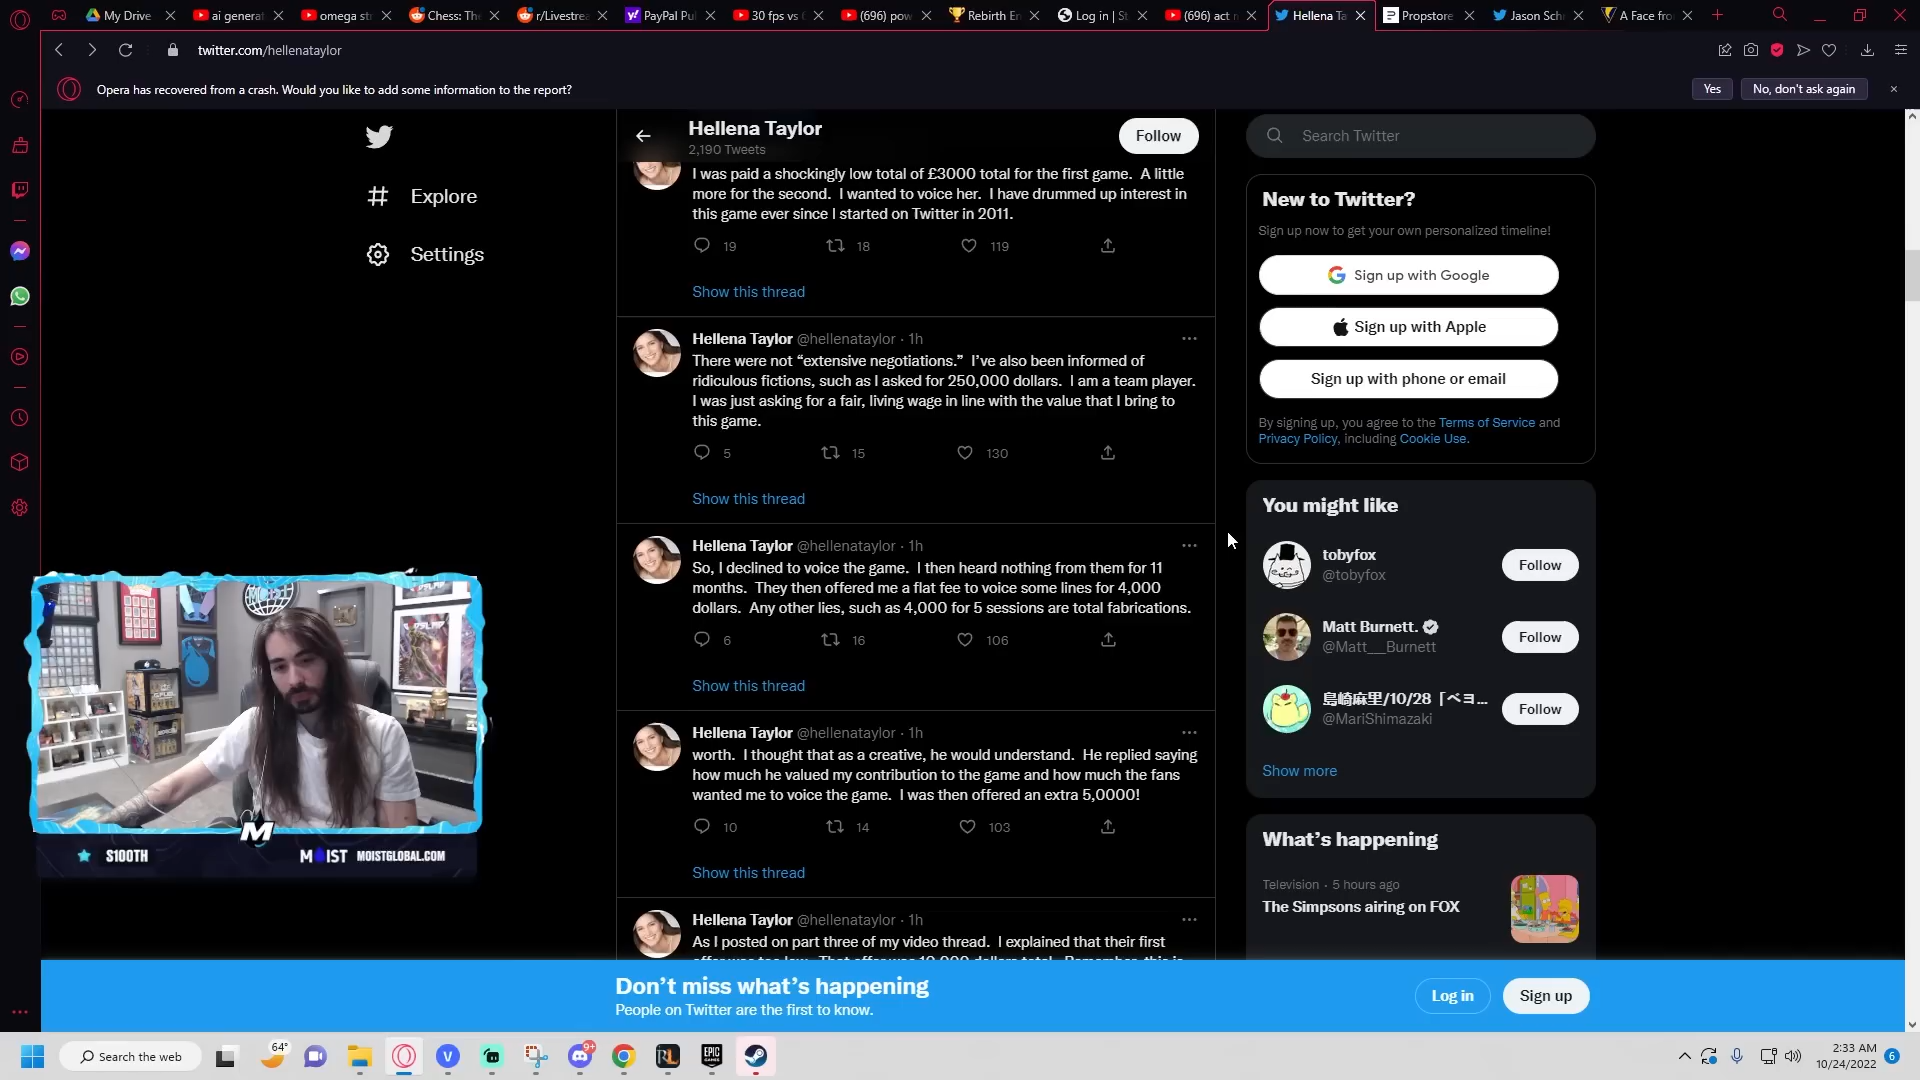 My Drive
ai genera
omega st
Chess: The
r/Livestrea
PayPal Pu
30 fps vs
(696) pow
Rebirth En
Log in | S
(696) act n
Hellena Ta
Propstore
Jason Sch
A Face fro
twitter.com/hellenataylor
Opera has recovered from a crash. Would you like to add some information to the report?
Yes
No, don't ask again
Explore
Settings
Hellena Taylor
2,190 Tweets
Follow
I was paid a shockingly low total of £3000 total for the first game. A little
more for the second. I wanted to voice her. I have drummed up interest in
this game ever since I started on Twitter in 2011.
19 18 119
Show this thread
Hellena Taylor @hellenataylor · 1h
There were not “extensive negotiations.” I’ve also been informed of
ridiculous fictions, such as I asked for 250,000 dollars. I am a team player.
I was just asking for a fair, living wage in line with the value that I bring to
this game.
5 15 130
Show this thread
Hellena Taylor @hellenataylor · 1h
So, I declined to voice the game. I then heard nothing from them for 11
months. They then offered me a flat fee to voice some lines for 4,000
dollars. Any other lies, such as 4,000 for 5 sessions are total fabrications.
6 16 106
Show this thread
Hellena Taylor @hellenataylor · 1h
worth. I thought that as a creative, he would understand. He replied saying
how much he valued my contribution to the game and how much the fans
wanted me to voice the game. I was then offered an extra 5,0000!
10 14 103
Show this thread
Hellena Taylor @hellenataylor · 1h
As I posted on part three of my video thread. I explained that their first
Search Twitter
New to Twitter?
Sign up now to get your own personalized timeline!
Sign up with Google
Sign up with Apple
Sign up with phone or email
By signing up, you agree to the Terms of Service and
Privacy Policy, including Cookie Use.
You might like
tobyfox
@tobyfox
Follow
Matt Burnett.
@Matt__Burnett
Follow
島崎麻里/10/28「ベヨ...
@MariShimazaki
Follow
Show more
What’s happening
Television · 5 hours ago
The Simpsons airing on FOX
M
S100TH
MOIST MOISTGLOBAL.COM
Don’t miss what’s happening
People on Twitter are the first to know.
Log in
Sign up
Search the web
64°
9+
V
RL
EPIC GAMES
2:33 AM
10/24/2022
6